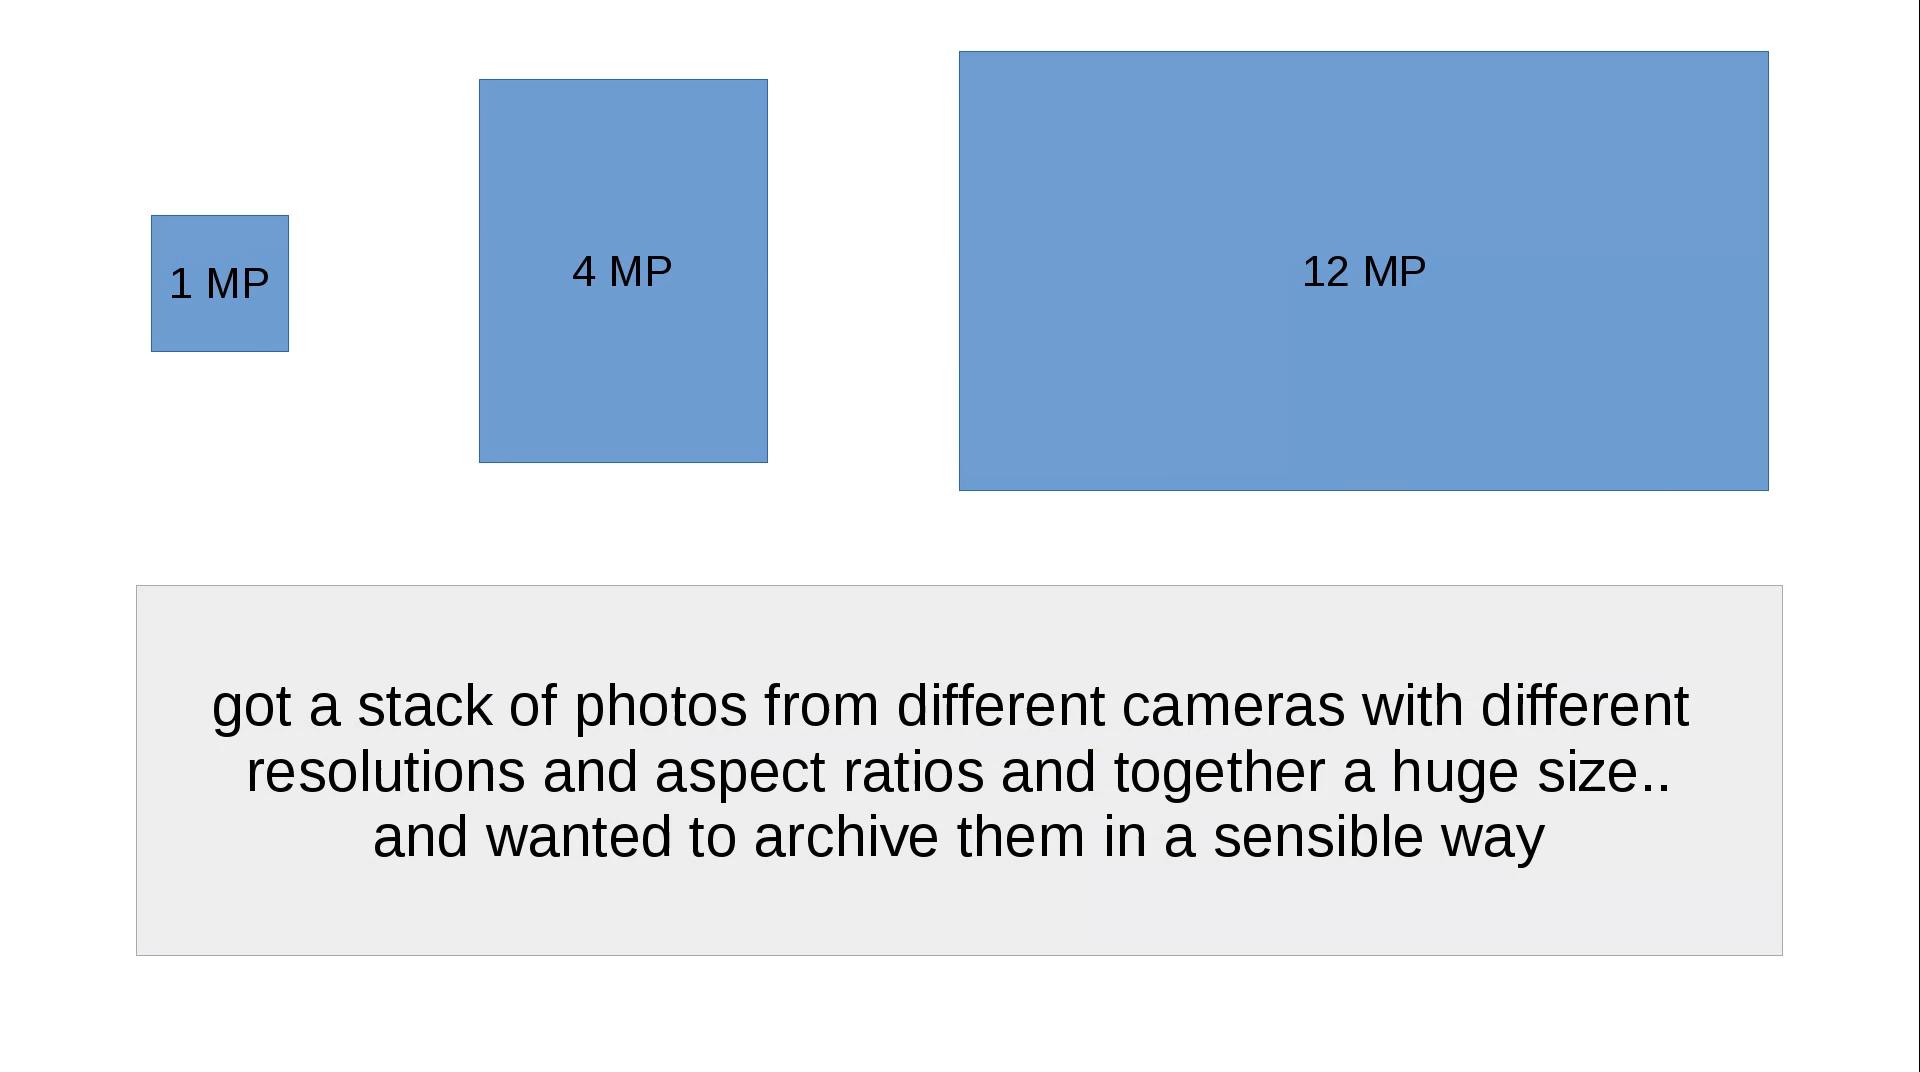 1 MP
4 MP
12 MP
got a stack of photos from different cameras with different
resolutions and aspect ratios and together a huge size..
and wanted to archive them in a sensible way